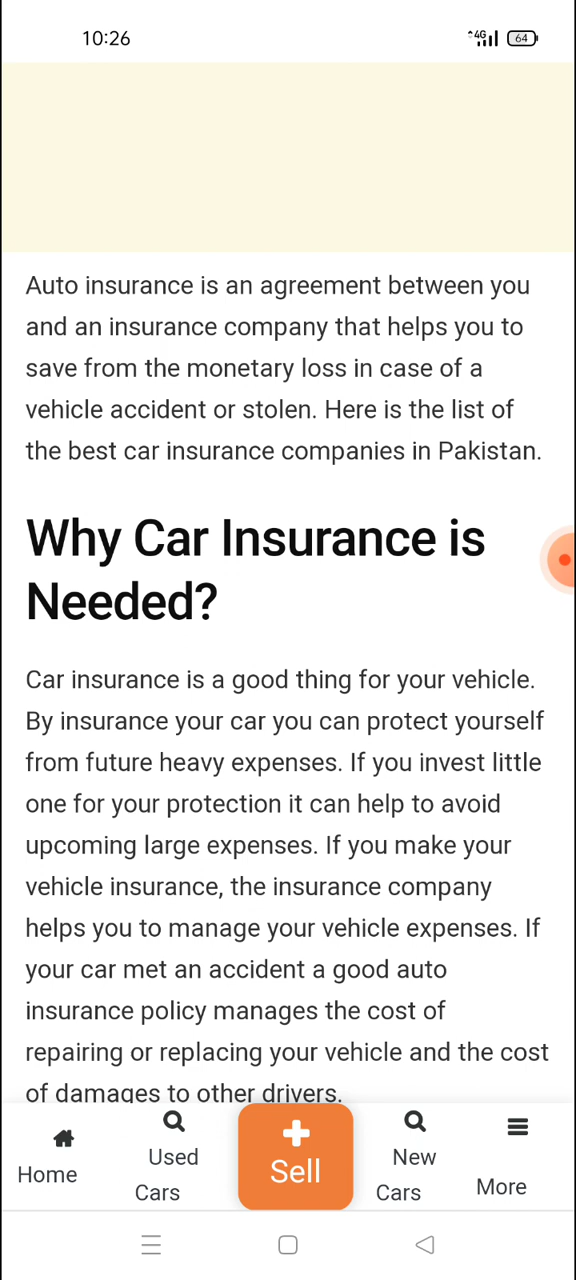 10:26
4G
64
Auto insurance is an agreement between you
and an insurance company that helps you to
save from the monetary loss in case of a
vehicle accident or stolen. Here is the list of
the best car insurance companies in Pakistan.
Why Car Insurance is
Needed?
Car insurance is a good thing for your vehicle.
By insurance your car you can protect yourself
from future heavy expenses. If you invest little
one for your protection it can help to avoid
upcoming large expenses. If you make your
vehicle insurance, the insurance company
helps you to manage your vehicle expenses. If
your car met an accident a good auto
insurance policy manages the cost of
repairing or replacing your vehicle and the cost
of damages to other drivers.
Home
Used
Cars
Sell
New
Cars
More